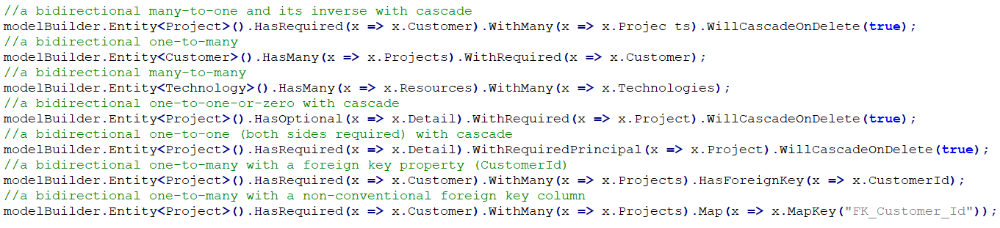 //a bidirectional many-to-one and its inverse with cascade
modelBuilder.Entity<Project>().HasRequired(x => x.Customer).WithMany(x => x.Projec ts).WillCascadeOnDelete(true);
//a bidirectional one-to-many
modelBuilder.Entity<Customer>().HasMany(x => x.Projects).WithRequired(x => x.Customer);
//a bidirectional many-to-many
modelBuilder.Entity<Technology>().HasMany(x => x.Resources).WithMany(x => x.Technologies);
//a bidirectional one-to-one-or-zero with cascade
modelBuilder.Entity<Project>().HasOptional(x => x.Detail).WithRequired(x => x.Project).WillCascadeOnDelete(true);
//a bidirectional one-to-one (both sides required) with cascade
modelBuilder.Entity<Project>().HasRequired(x => x.Detail).WithRequiredPrincipal(x => x.Project).WillCascadeOnDelete(true);
//a bidirectional one-to-many with a foreign key property (CustomerId)
modelBuilder.Entity<Project>().HasRequired(x => x.Customer).WithMany(x => x.Projects).HasForeignKey(x => x.CustomerId);
//a bidirectional one-to-many with a non-conventional foreign key column
modelBuilder.Entity<Project>().HasRequired(x => x.Customer).WithMany(x => x.Projects).Map(x => x.MapKey("FK_Customer_Id"));